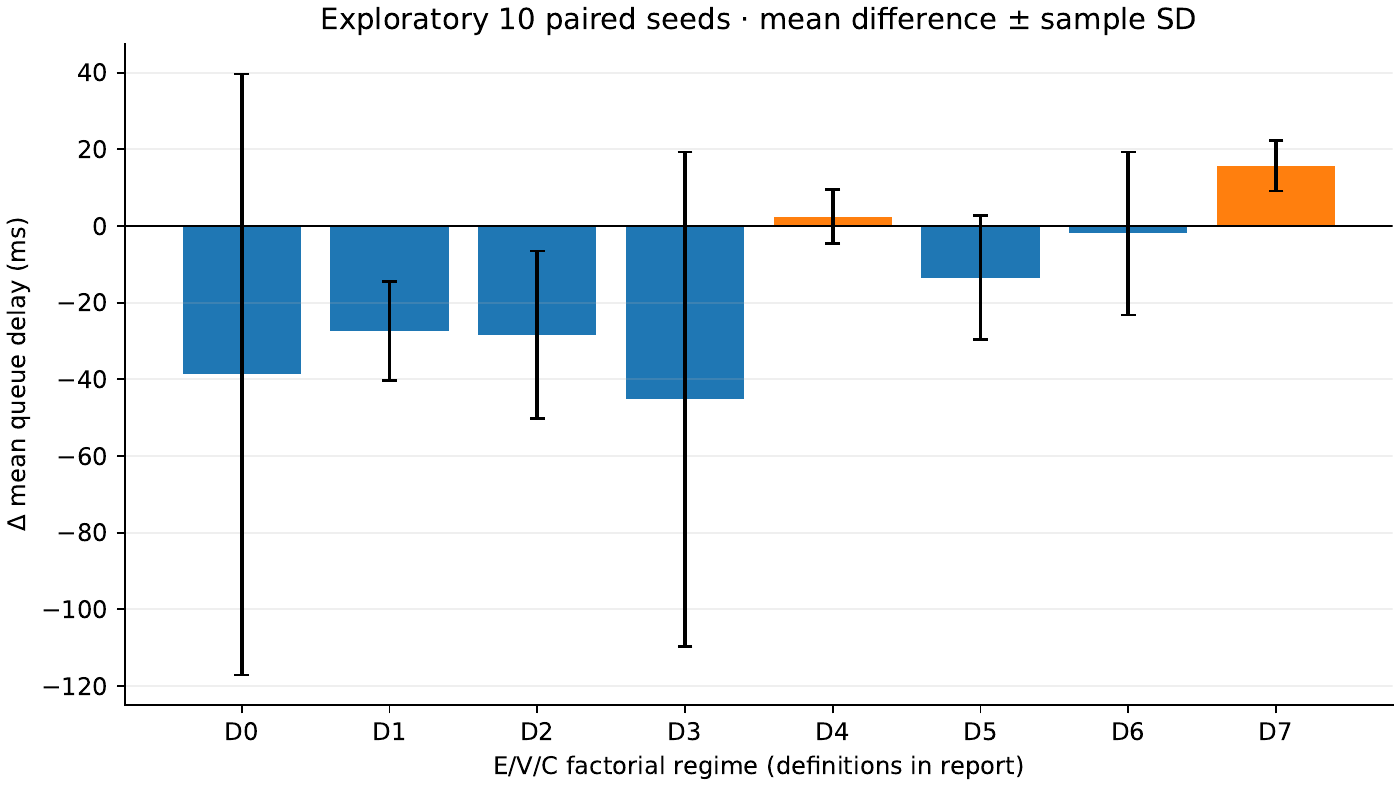 Exploratory 10 paired seeds · mean difference ± sample SD
Δ mean queue delay (ms)
40
20
0
−20
−40
−60
−80
−100
−120
D0 D1 D2 D3 D4 D5 D6 D7
E/V/C factorial regime (definitions in report)